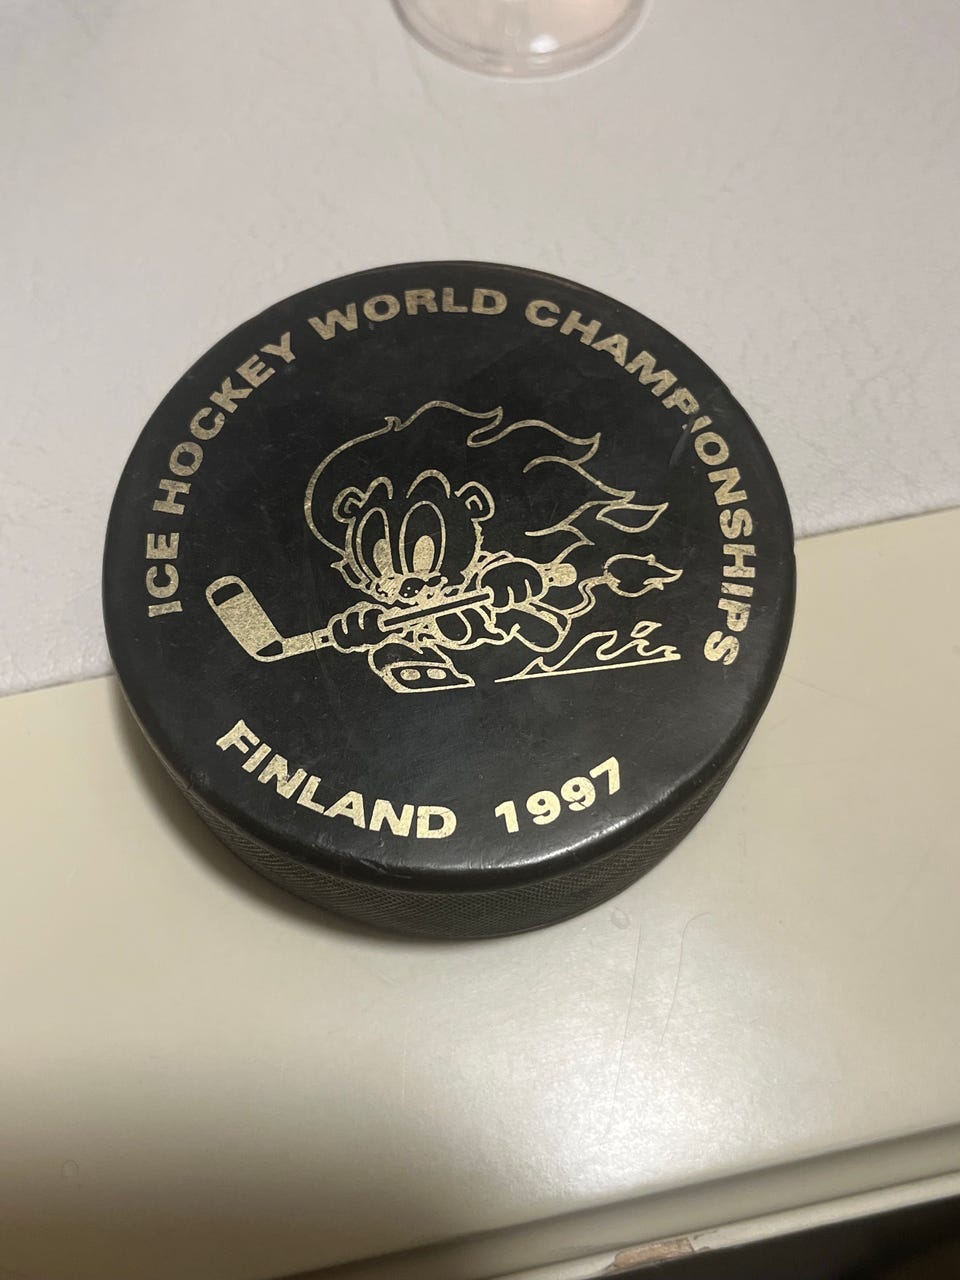 ICE HOCKEY WORLD CHAMPIONSHIPS
FINLAND 1997